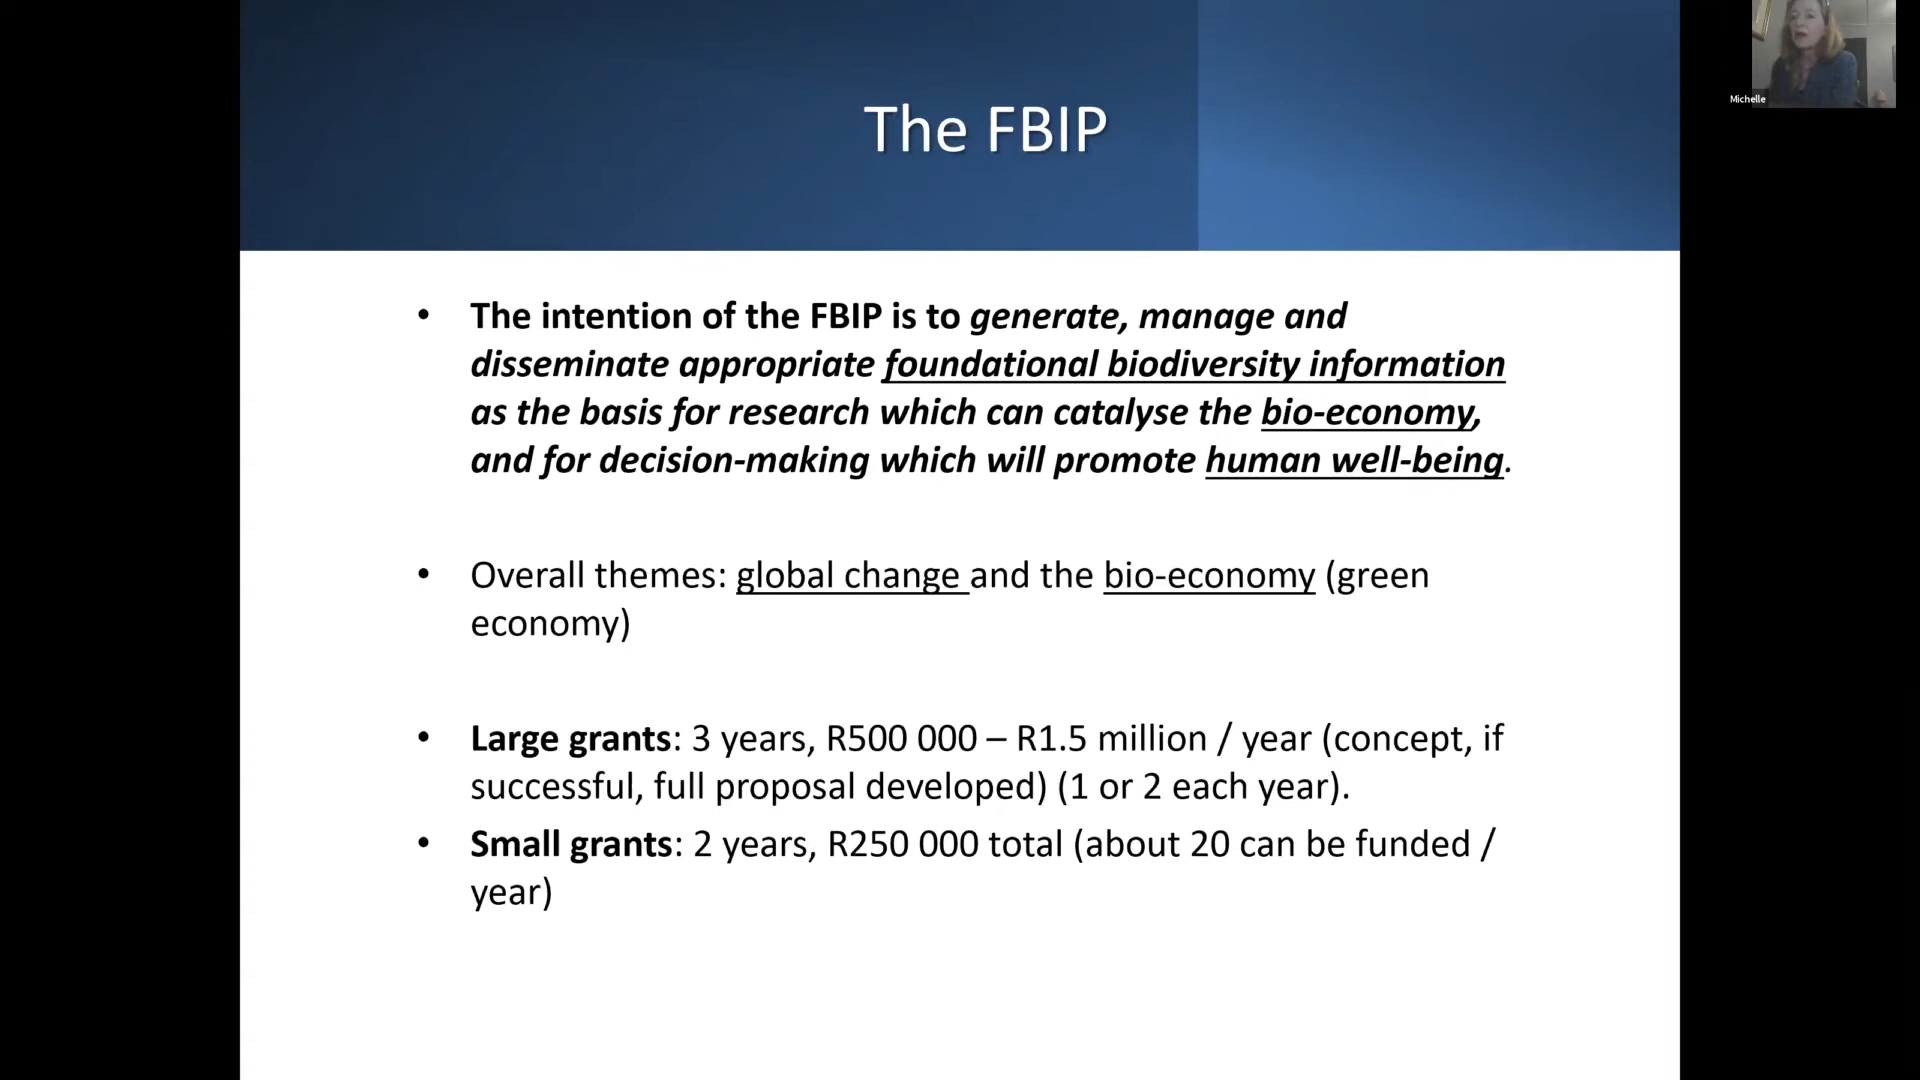 The FBIP
Michelle
• The intention of the FBIP is to generate, manage and
disseminate appropriate foundational biodiversity information
as the basis for research which can catalyse the bio-economy,
and for decision-making which will promote human well-being.
• Overall themes: global change and the bio-economy (green
economy)
• Large grants: 3 years, R500 000 – R1.5 million / year (concept, if
successful, full proposal developed) (1 or 2 each year).
• Small grants: 2 years, R250 000 total (about 20 can be funded /
year)